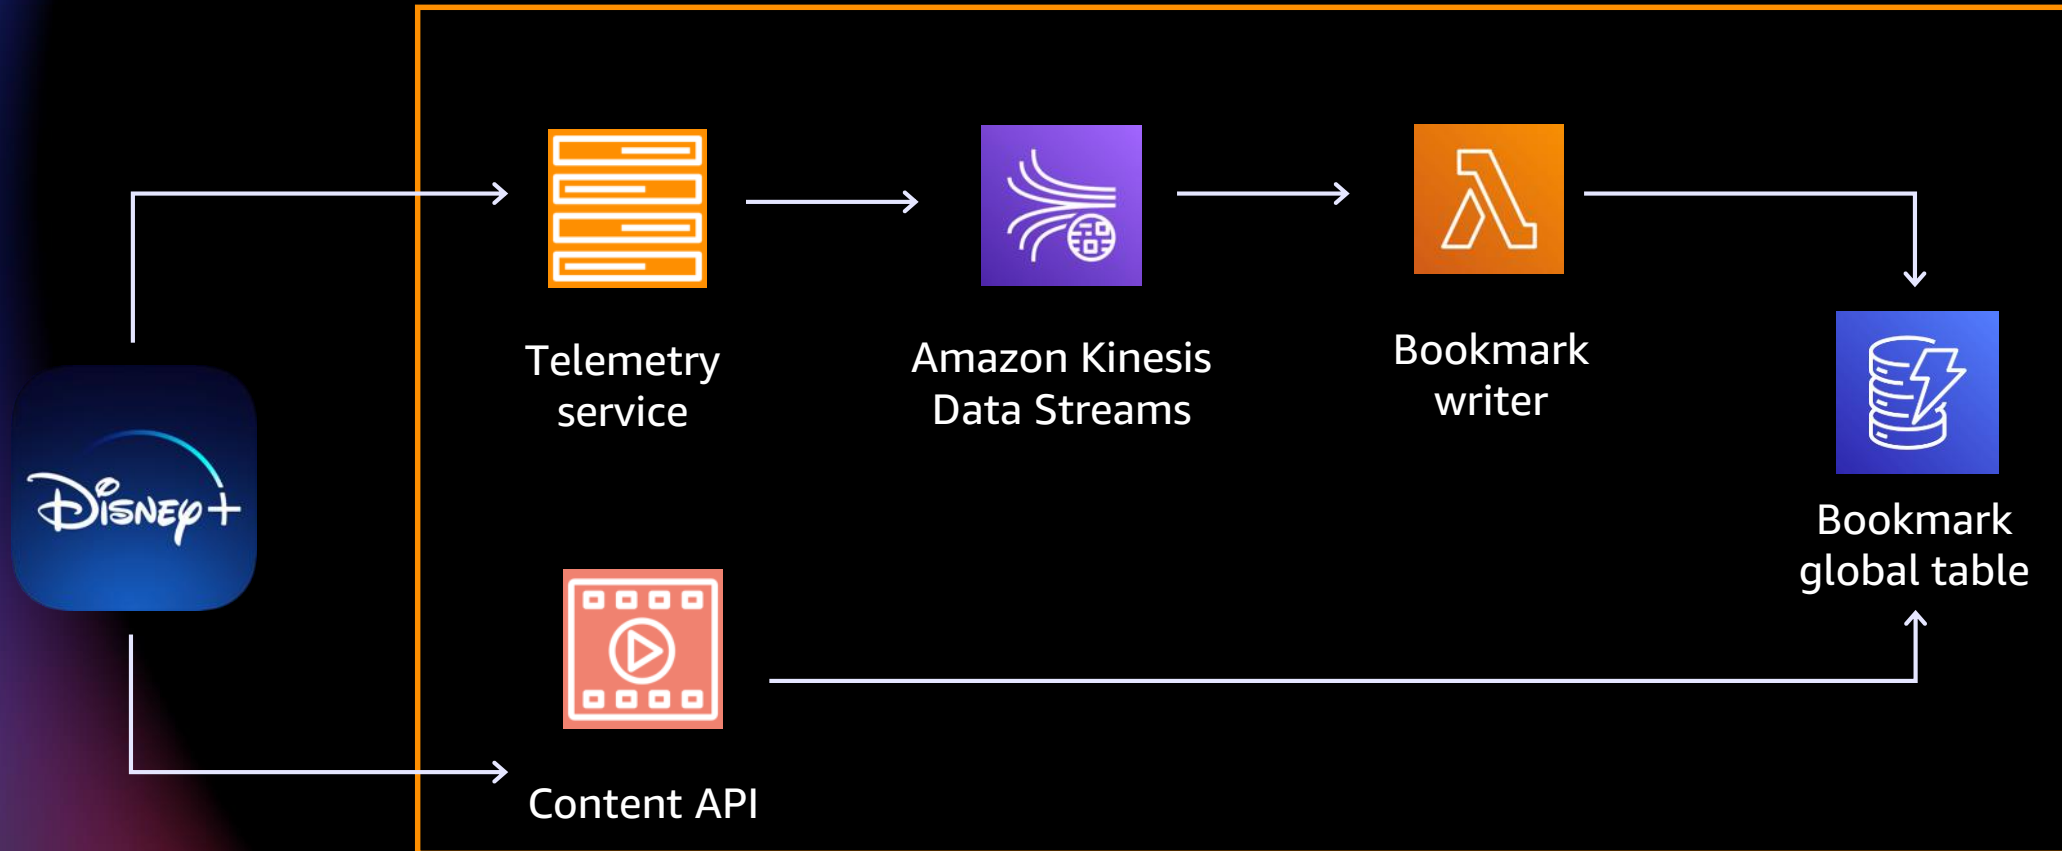 Telemetry
service
Amazon Kinesis
Data Streams
Bookmark
writer
Disney+
Bookmark
global table
Content API